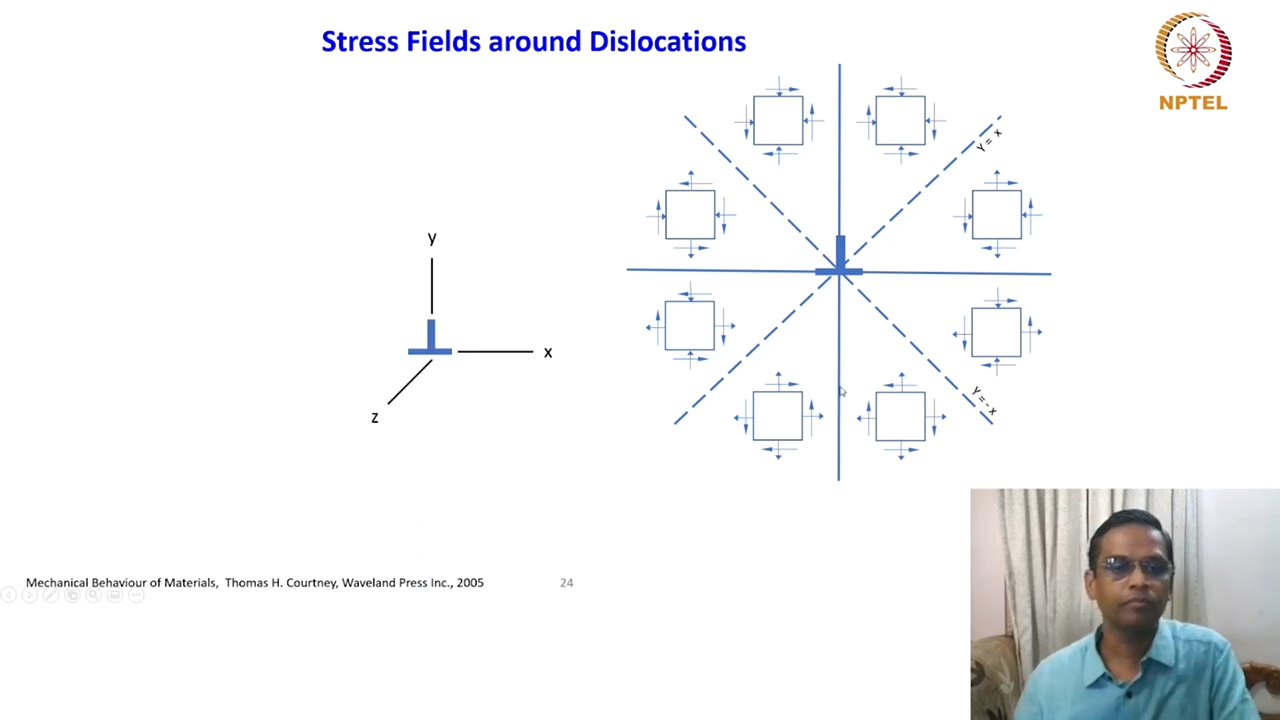 Stress Fields around Dislocations
NPTEL
Y = x
y
x
z
Y = - x
Mechanical Behaviour of Materials, Thomas H. Courtney, Waveland Press Inc., 2005
24